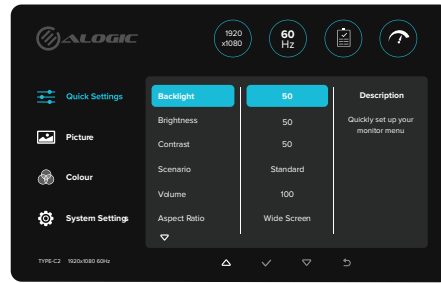 ALOGIC
1920
x1080
60
Hz
Quick Settings
Picture
Colour
System Settings
Backlight 50
Brightness 50
Contrast 50
Scenario Standard
Volume 100
Aspect Ratio Wide Screen
Description
Quickly set up your
monitor menu
TYPE-C2 1920x1080 60Hz